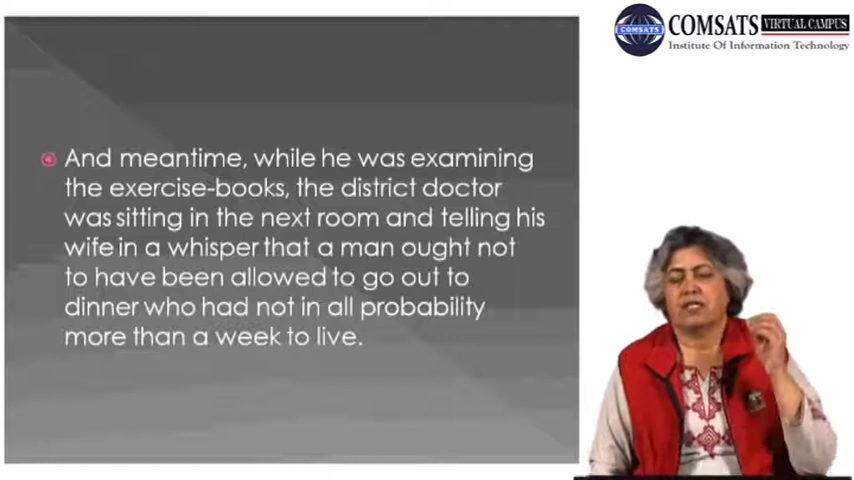 COMSATS VIRTUAL CAMPUS
Institute Of Information Technology
COMSATS
And meantime, while he was examining
the exercise-books, the district doctor
was sitting in the next room and telling his
wife in a whisper that a man ought not
to have been allowed to go out to
dinner who had not in all probability
more than a week to live.